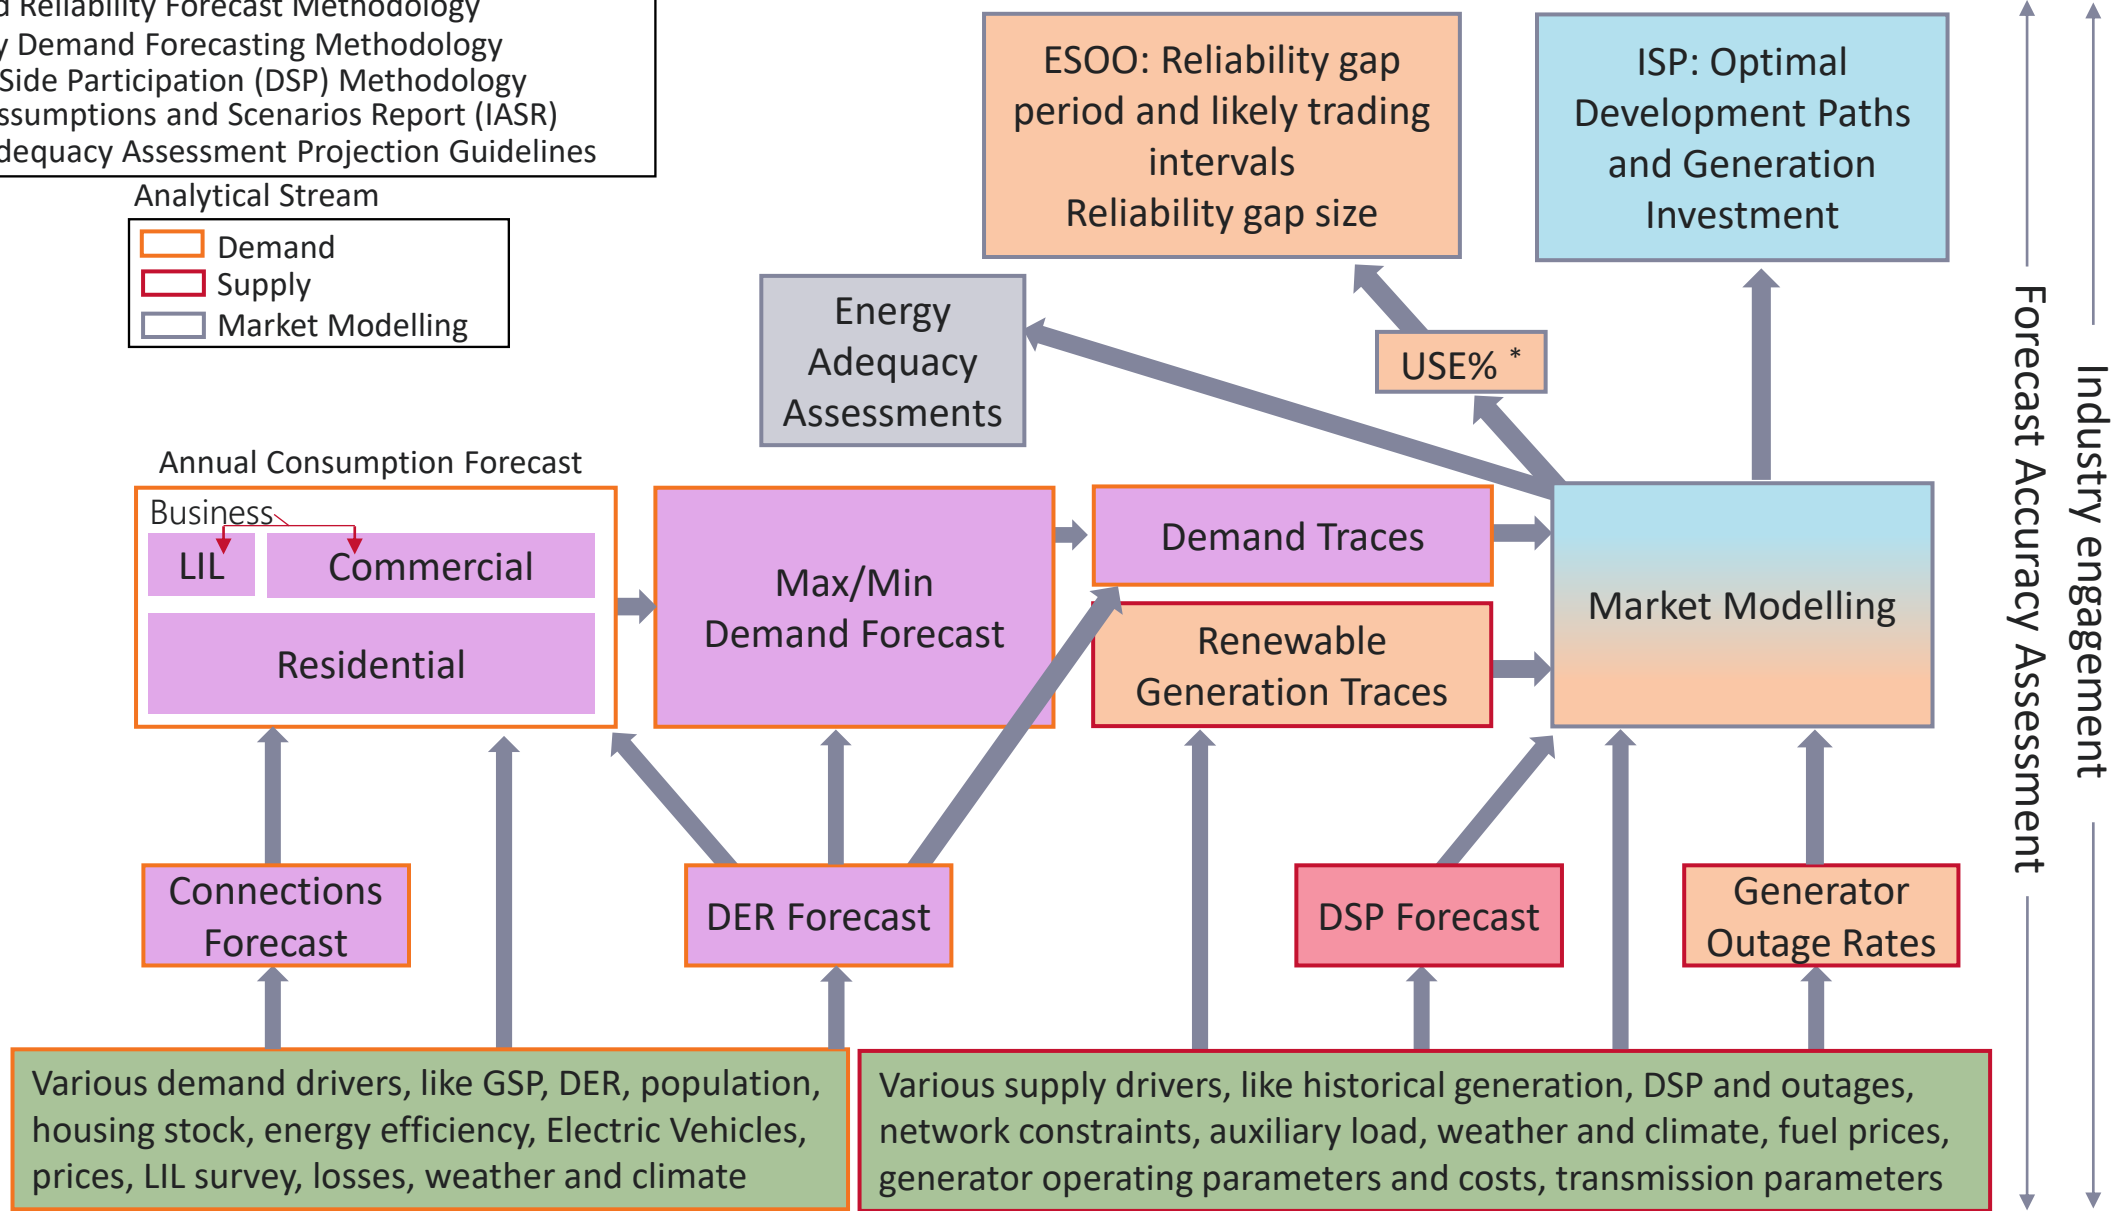 Reliability Forecast Methodology
Demand Forecasting Methodology
Side Participation (DSP) Methodology
Assumptions and Scenarios Report (IASR)
Adequacy Assessment Projection Guidelines
Analytical Stream
Demand
Supply
Market Modelling
ESOO: Reliability gap
period and likely trading
intervals
Reliability gap size
ISP: Optimal
Development Paths
and Generation
Investment
Energy
Adequacy
Assessments
USE% *
Annual Consumption Forecast
Business
LIL
Commercial
Residential
Max/Min
Demand Forecast
Demand Traces
Renewable
Generation Traces
Market Modelling
Connections
Forecast
DER Forecast
DSP Forecast
Generator
Outage Rates
Various demand drivers, like GSP, DER, population,
housing stock, energy efficiency, Electric Vehicles,
prices, LIL survey, losses, weather and climate
Various supply drivers, like historical generation, DSP and outages,
network constraints, auxiliary load, weather and climate, fuel prices,
generator operating parameters and costs, transmission parameters
Forecast Accuracy Assessment
Industry engagement